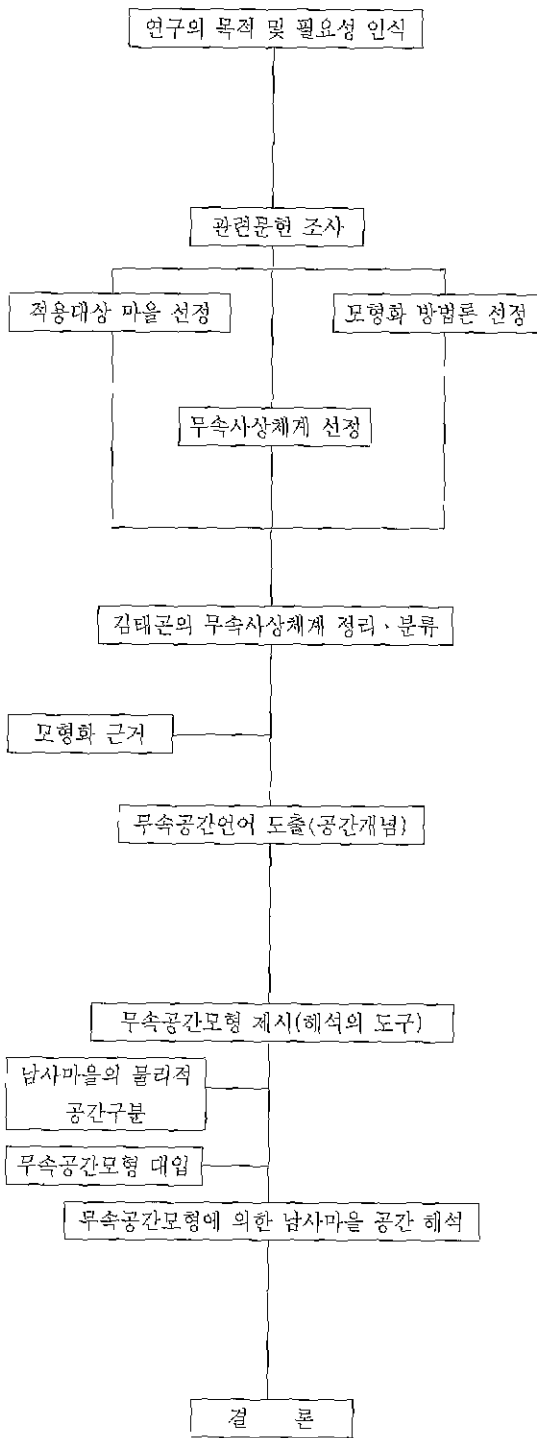 연구의 목적 및 필요성 인식
관련문헌 조사
적용대상 마을 선정
모형화 방법론 선정
무속사상체계 선정
김태곤의 무속사상체계 정리·분류
모형화 근거
무속공간언어 도출(공간개념)
무속공간모형 제시(해석의 도구)
남사마을의 물리적
공간구분
무속공간모형 대입
무속공간모형에 의한 남사마을 공간 해석
결 론